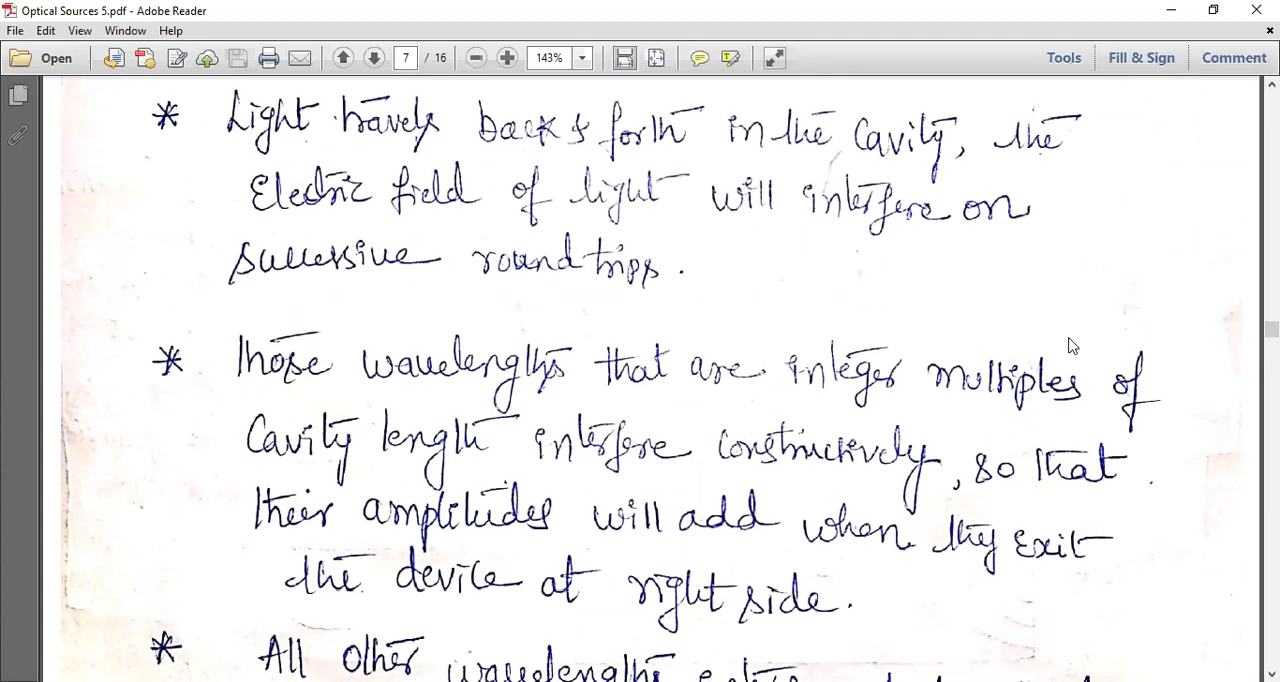 Optical Sources 5.pdf - Adobe Reader
File Edit View Window Help
Open 7 / 16 143% Tools Fill & Sign Comment
* Light travels back & forth in the cavity, the
Electric field of light will interfere on
successive round trips.
* Those wavelengths that are integer multiples of
Cavity length interfere constructively, so that
their amplitudes will add when they exit
the device at right side.
* All other wavelengths